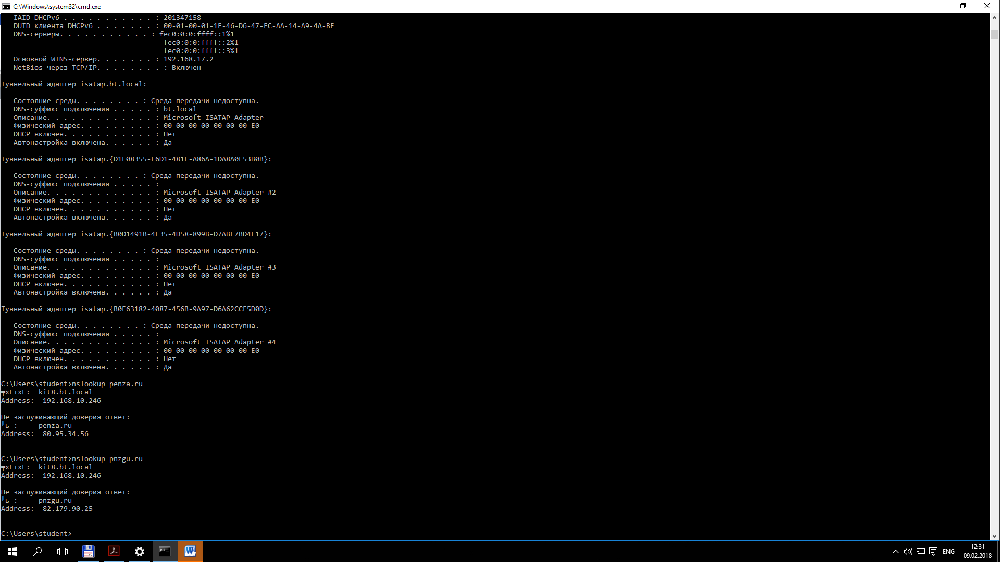 C:\Windows\system32\cmd.exe
IAID DHCPv6 . . . . . . . . . . . : 201347158
DUID клиента DHCPv6 . . . . . . . : 00-01-00-01-1E-46-D6-47-FC-AA-14-A9-4A-BF
DNS-серверы. . . . . . . . . . . : fec0:0:0:ffff::1%1
fec0:0:0:ffff::2%1
fec0:0:0:ffff::3%1
Основной WINS-сервер. . . . . . . : 192.168.17.2
NetBios через TCP/IP. . . . . . . . : Включен
Туннельный адаптер isatap.bt.local:
Состояние среды. . . . . . . . : Среда передачи недоступна.
DNS-суффикс подключения . . . . . : bt.local
Описание. . . . . . . . . . . . . : Microsoft ISATAP Adapter
Физический адрес. . . . . . . . . : 00-00-00-00-00-00-00-E0
DHCP включен. . . . . . . . . . . : Нет
Автонастройка включена. . . . . . : Да
Туннельный адаптер isatap.{D1F08355-E6D1-481F-A86A-1DA8A0F53B0B}:
Состояние среды. . . . . . . . : Среда передачи недоступна.
DNS-суффикс подключения . . . . . :
Описание. . . . . . . . . . . . . : Microsoft ISATAP Adapter #2
Физический адрес. . . . . . . . . : 00-00-00-00-00-00-00-E0
DHCP включен. . . . . . . . . . . : Нет
Автонастройка включена. . . . . . : Да
Туннельный адаптер isatap.{B0D1491B-4F35-4D58-899B-D7ABE7BD4E17}:
Состояние среды. . . . . . . . : Среда передачи недоступна.
DNS-суффикс подключения . . . . . :
Описание. . . . . . . . . . . . . : Microsoft ISATAP Adapter #3
Физический адрес. . . . . . . . . : 00-00-00-00-00-00-00-E0
DHCP включен. . . . . . . . . . . : Нет
Автонастройка включена. . . . . . : Да
Туннельный адаптер isatap.{B0E63182-4087-456B-9A97-D6A62CCE5D0D}:
Состояние среды. . . . . . . . : Среда передачи недоступна.
DNS-суффикс подключения . . . . . :
Описание. . . . . . . . . . . . . : Microsoft ISATAP Adapter #4
Физический адрес. . . . . . . . . : 00-00-00-00-00-00-00-E0
DHCP включен. . . . . . . . . . . : Нет
Автонастройка включена. . . . . . : Да
C:\Users\student>nslookup penza.ru
╤хЁтхЁ:  kit8.bt.local
Address:  192.168.10.246
Не заслуживающий доверия ответ:
╚ь :     penza.ru
Address:  80.95.34.56
C:\Users\student>nslookup pnzgu.ru
╤хЁтхЁ:  kit8.bt.local
Address:  192.168.10.246
Не заслуживающий доверия ответ:
╚ь :     pnzgu.ru
Address:  82.179.90.25
C:\Users\student>
ENG
12:31
09.02.2018